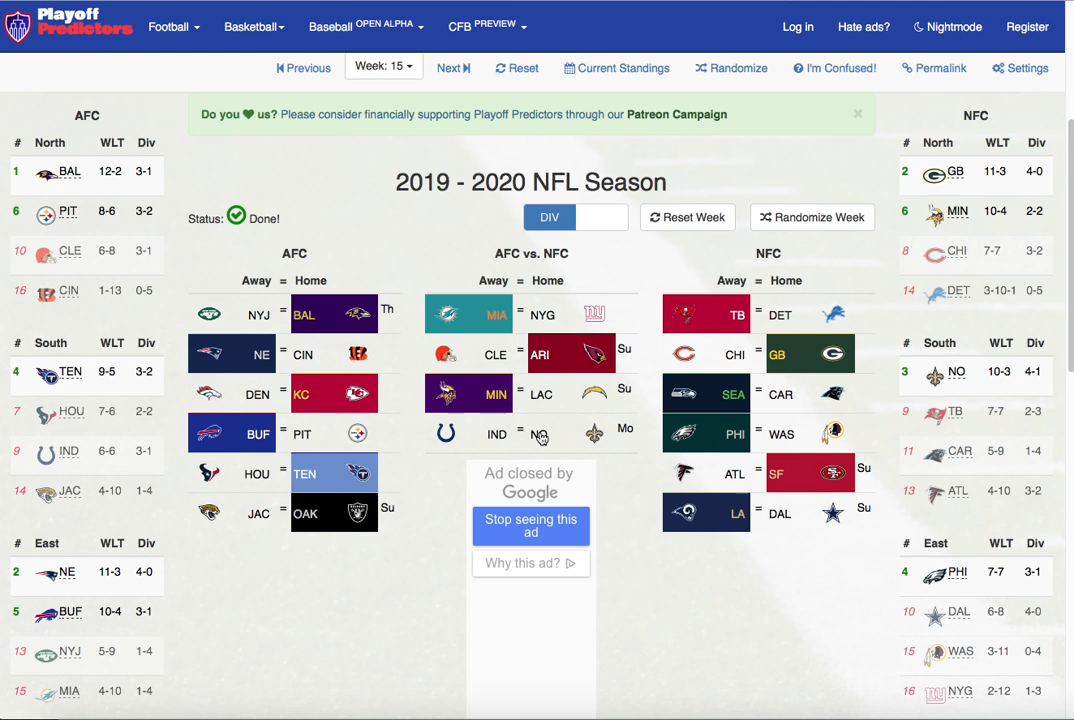 Playoff
Predictors
Football
Basketball
Baseball OPEN ALPHA
CFB PREVIEW
Log in
Hate ads?
Nightmode
Register
Previous
Week: 15
Next
Reset
Current Standings
Randomize
I'm Confused!
Permalink
Settings
Do you us? Please consider financially supporting Playoff Predictors through our Patreon Campaign ×
2019 - 2020 NFL Season
Status: Done!
DIV
Reset Week
Randomize Week
AFC
# North WLT Div
1 BAL 12-2 3-1
6 PIT 8-6 3-2
10 CLE 6-8 3-1
16 CIN 1-13 0-5
# South WLT Div
4 TEN 9-5 3-2
7 HOU 7-6 2-2
9 IND 6-6 3-1
14 JAC 4-10 1-4
# East WLT Div
2 NE 11-3 4-0
5 BUF 10-4 3-1
13 NYJ 5-9 1-4
15 MIA 4-10 1-4
AFC
Away = Home
NYJ = BAL Th
NE = CIN
DEN = KC
BUF = PIT
HOU = TEN
JAC = OAK Su
AFC vs. NFC
Away = Home
MIA = NYG
CLE = ARI Su
MIN = LAC Su
IND = Mo
Ad closed by
Google
Stop seeing this
ad
Why this ad?
NFC
Away = Home
TB = DET
CHI = GB
SEA = CAR
PHI = WAS
ATL = SF Su
LA = DAL Su
NFC
# North WLT Div
2 GB 11-3 4-0
6 MIN 10-4 2-2
8 CHI 7-7 3-2
14 DET 3-10-1 0-5
# South WLT Div
3 NO 10-3 4-1
9 TB 7-7 2-3
11 CAR 5-9 1-4
13 ATL 4-10 3-2
# East WLT Div
4 PHI 7-7 3-1
10 DAL 6-8 4-0
15 WAS 3-11 0-4
16 NYG 2-12 1-3